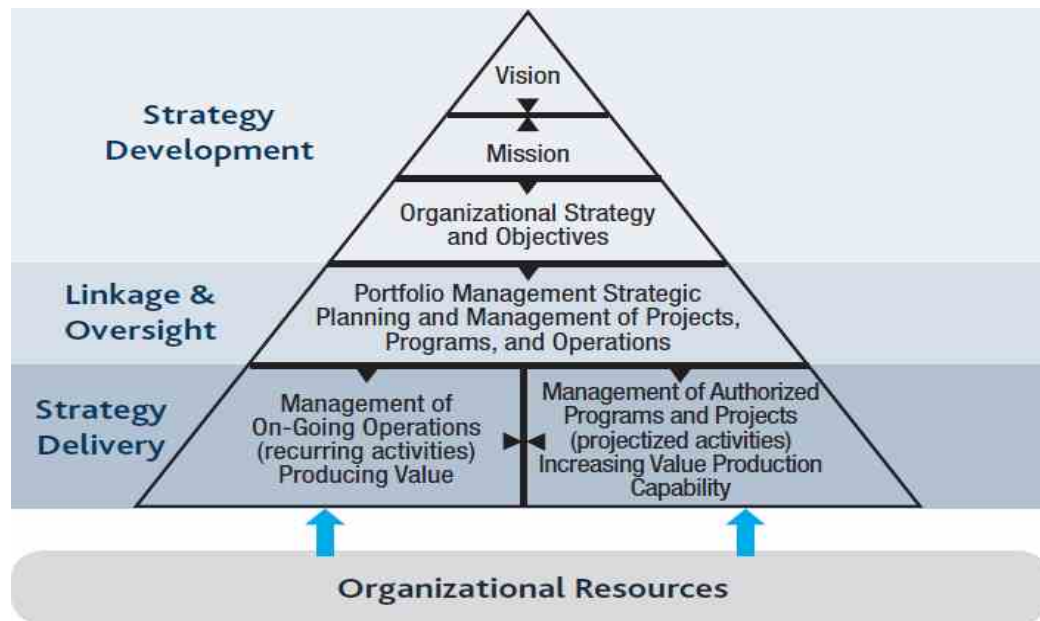 Vision
Strategy
Development
Mission
Organizational Strategy
and Objectives
Linkage &
Oversight
Portfolio Management Strategic
Planning and Management of Projects,
Programs, and Operations
Strategy
Delivery
Management of
On-Going Operations
(recurring activities)
Producing Value
Management of Authorized
Programs and Projects
(projectized activities)
Increasing Value Production
Capability
Organizational Resources